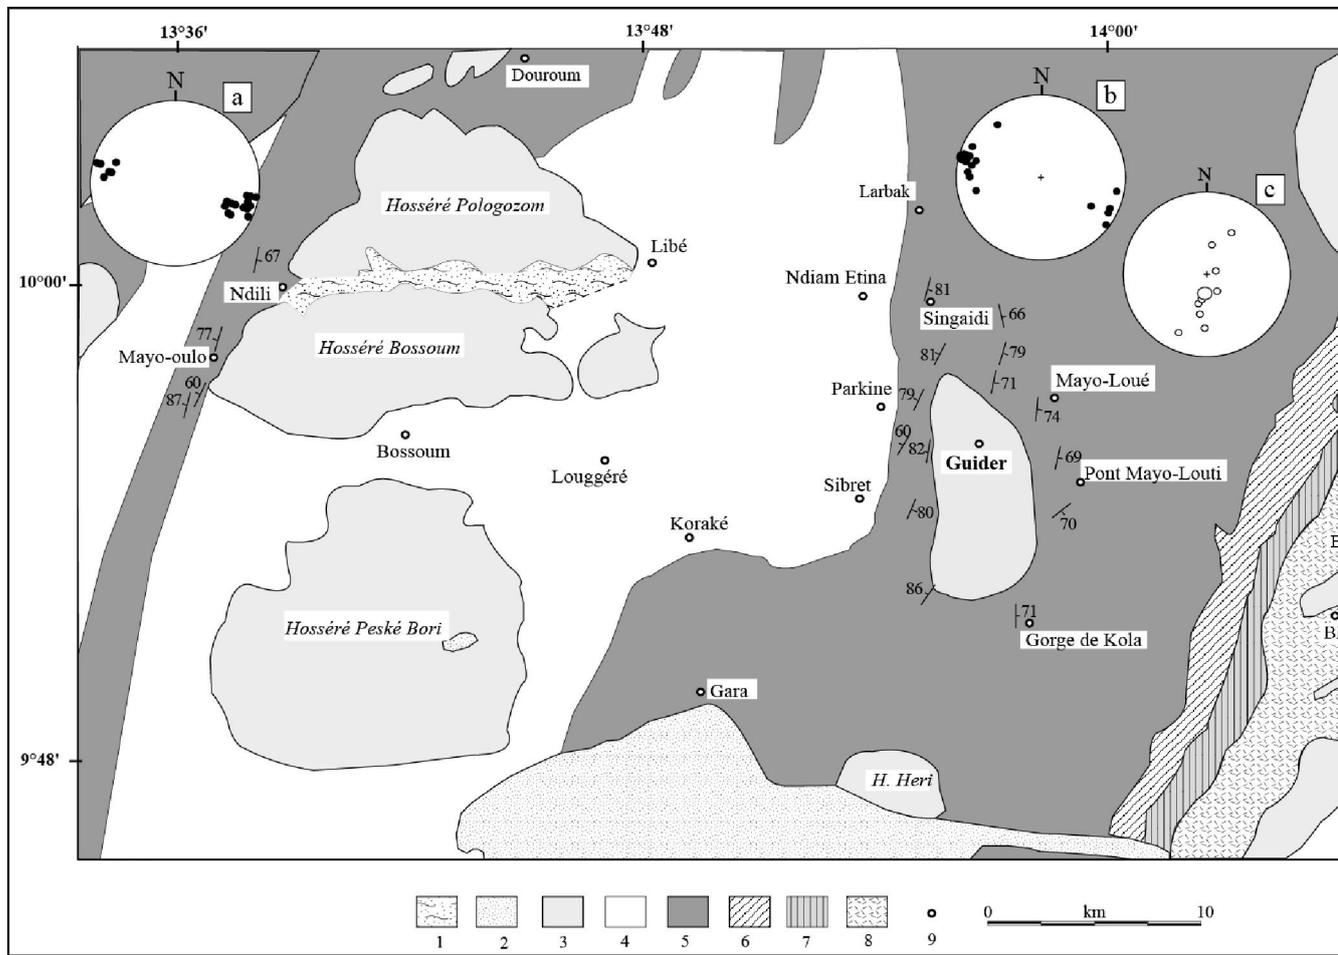 13°36'
13°48'
14°00'
N
a
Douroum
N
b
Hosséré Pologozom
Larbak
N
c
Libé
67
10°00'
Ndili
Ndiam Etina
81
Singaidi
66
77
Mayo-oulo
Hosséré Bossoum
81
79
71
Mayo-Loué
60
87
Parkine
79
74
60
82
Bossoum
Guider
69
Louggéré
Pont Mayo-Louti
Sibret
80
70
Koraké
86
71
Hosséré Peské Bori
Gorge de Kola
Gara
9°48'
H. Heri
0 km 10
1 2 3 4 5 6 7 8 9